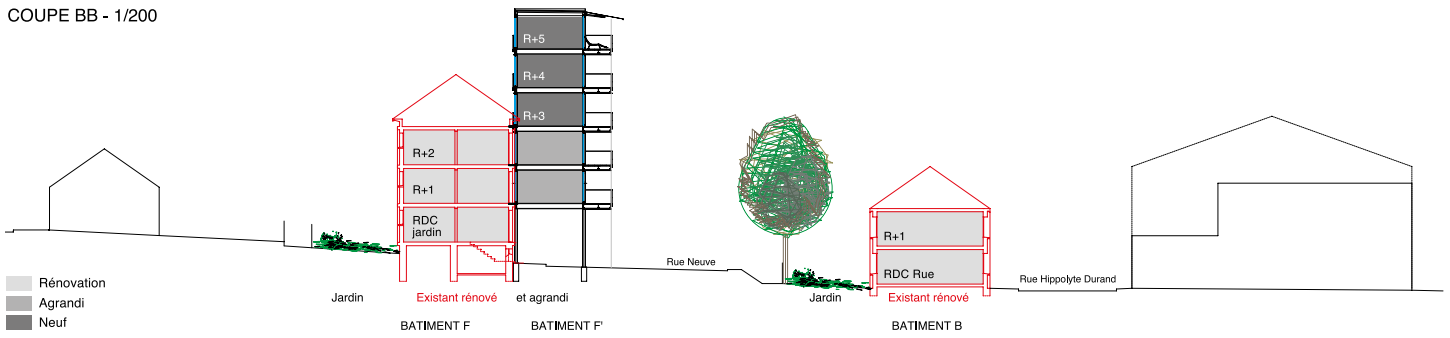 COUPE BB - 1/200
R+5
R+4
R+3
R+2
R+1
RDC
jardin
R+1
RDC Rue
Rue Neuve
Rue Hippolyte Durand
Rénovation
Agrandi
Neuf
Jardin
Existant rénové
et agrandi
Jardin
Existant rénové
BATIMENT F
BATIMENT F'
BATIMENT B